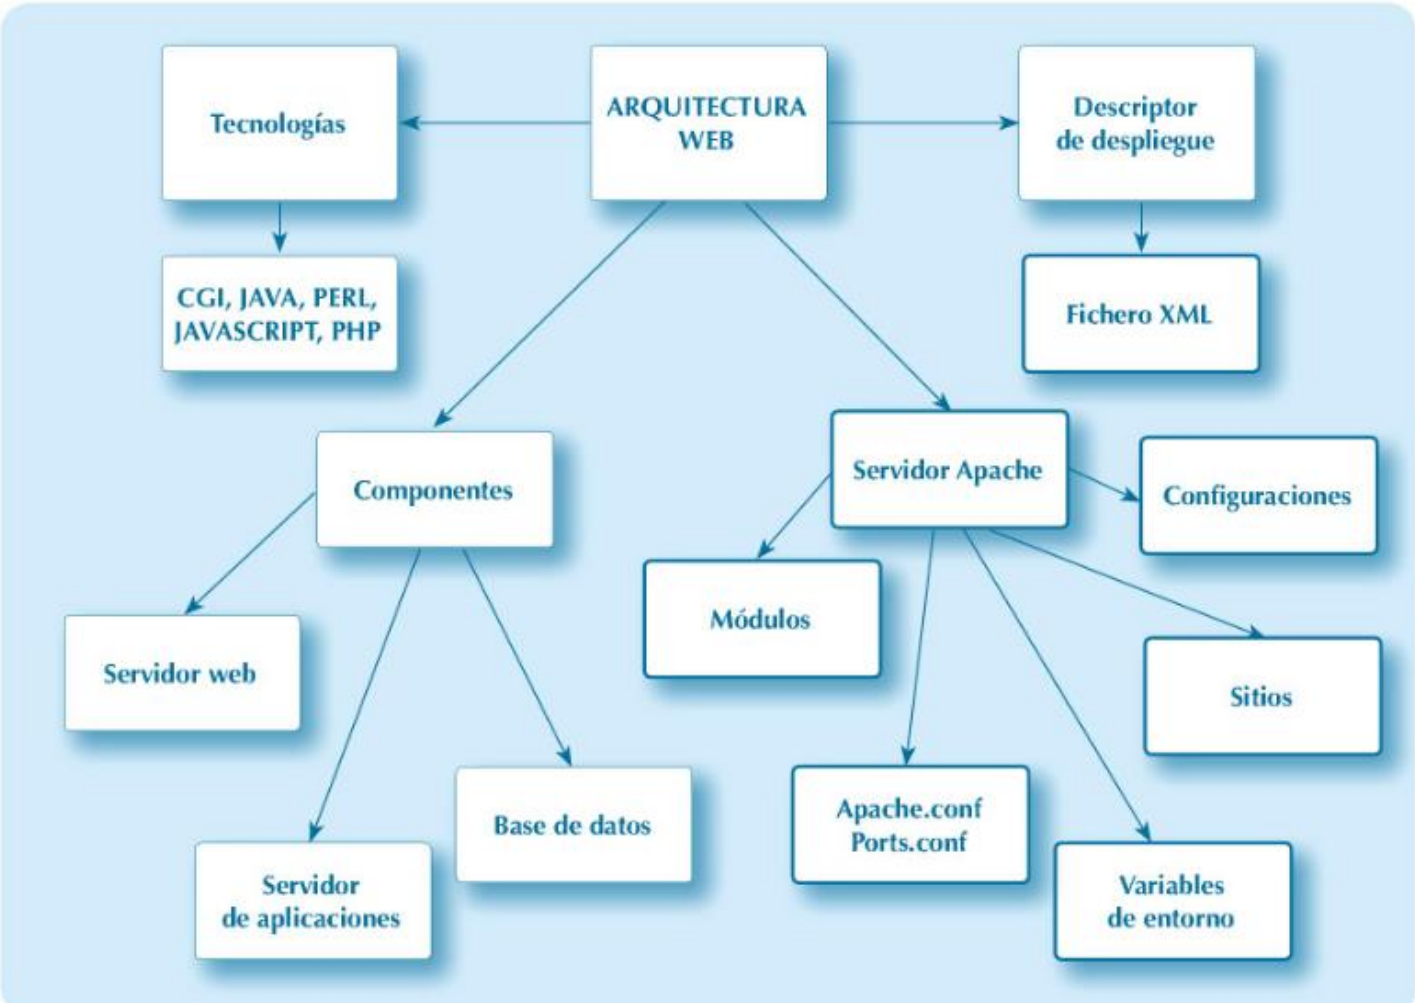 Tecnologías
ARQUITECTURA
WEB
Descriptor
de despliegue
CGI, JAVA, PERL,
JAVASCRIPT, PHP
Fichero XML
Componentes
Servidor Apache
Configuraciones
Servidor web
Módulos
Sitios
Base de datos
Apache.conf
Ports.conf
Servidor
de aplicaciones
Variables
de entorno